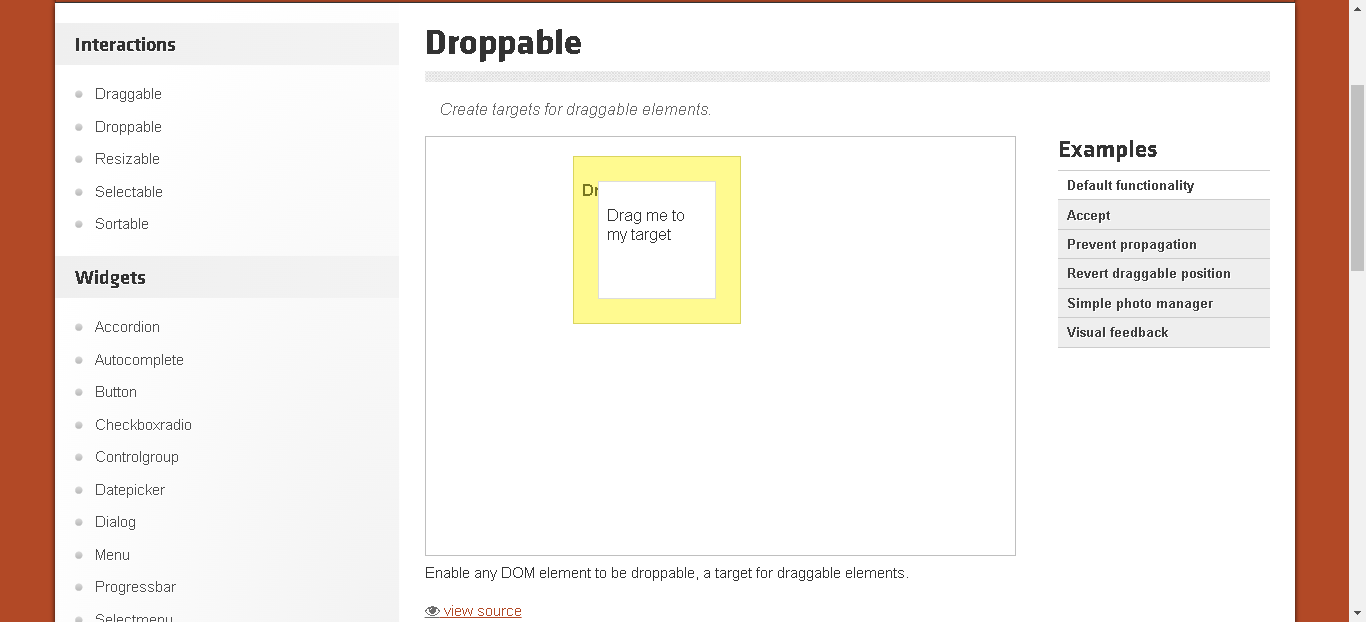 Interactions
Draggable
Droppable
Resizable
Selectable
Sortable
Widgets
Accordion
Autocomplete
Button
Checkboxradio
Controlgroup
Datepicker
Dialog
Menu
Progressbar
Selectmenu
Droppable
Create targets for draggable elements.
Drag me to
my target
Enable any DOM element to be droppable, a target for draggable elements.
view source
Examples
Default functionality
Accept
Prevent propagation
Revert draggable position
Simple photo manager
Visual feedback